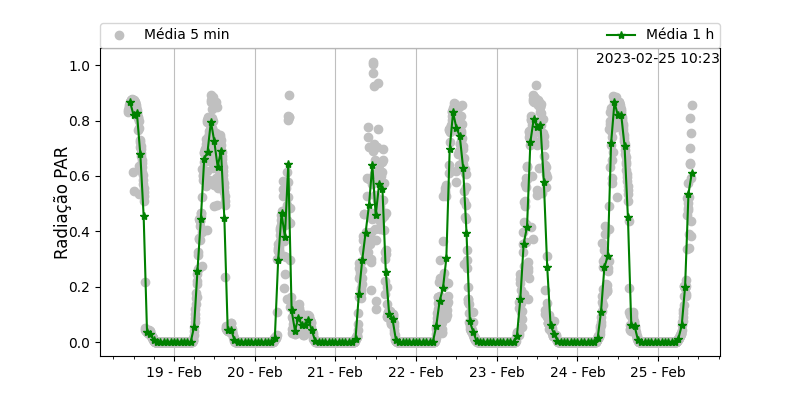 Média 5 min
Média 1 h
2023-02-25 10:23
Radiação PAR
1.0
0.8
0.6
0.4
0.2
0.0
19 - Feb
20 - Feb
21 - Feb
22 - Feb
23 - Feb
24 - Feb
25 - Feb